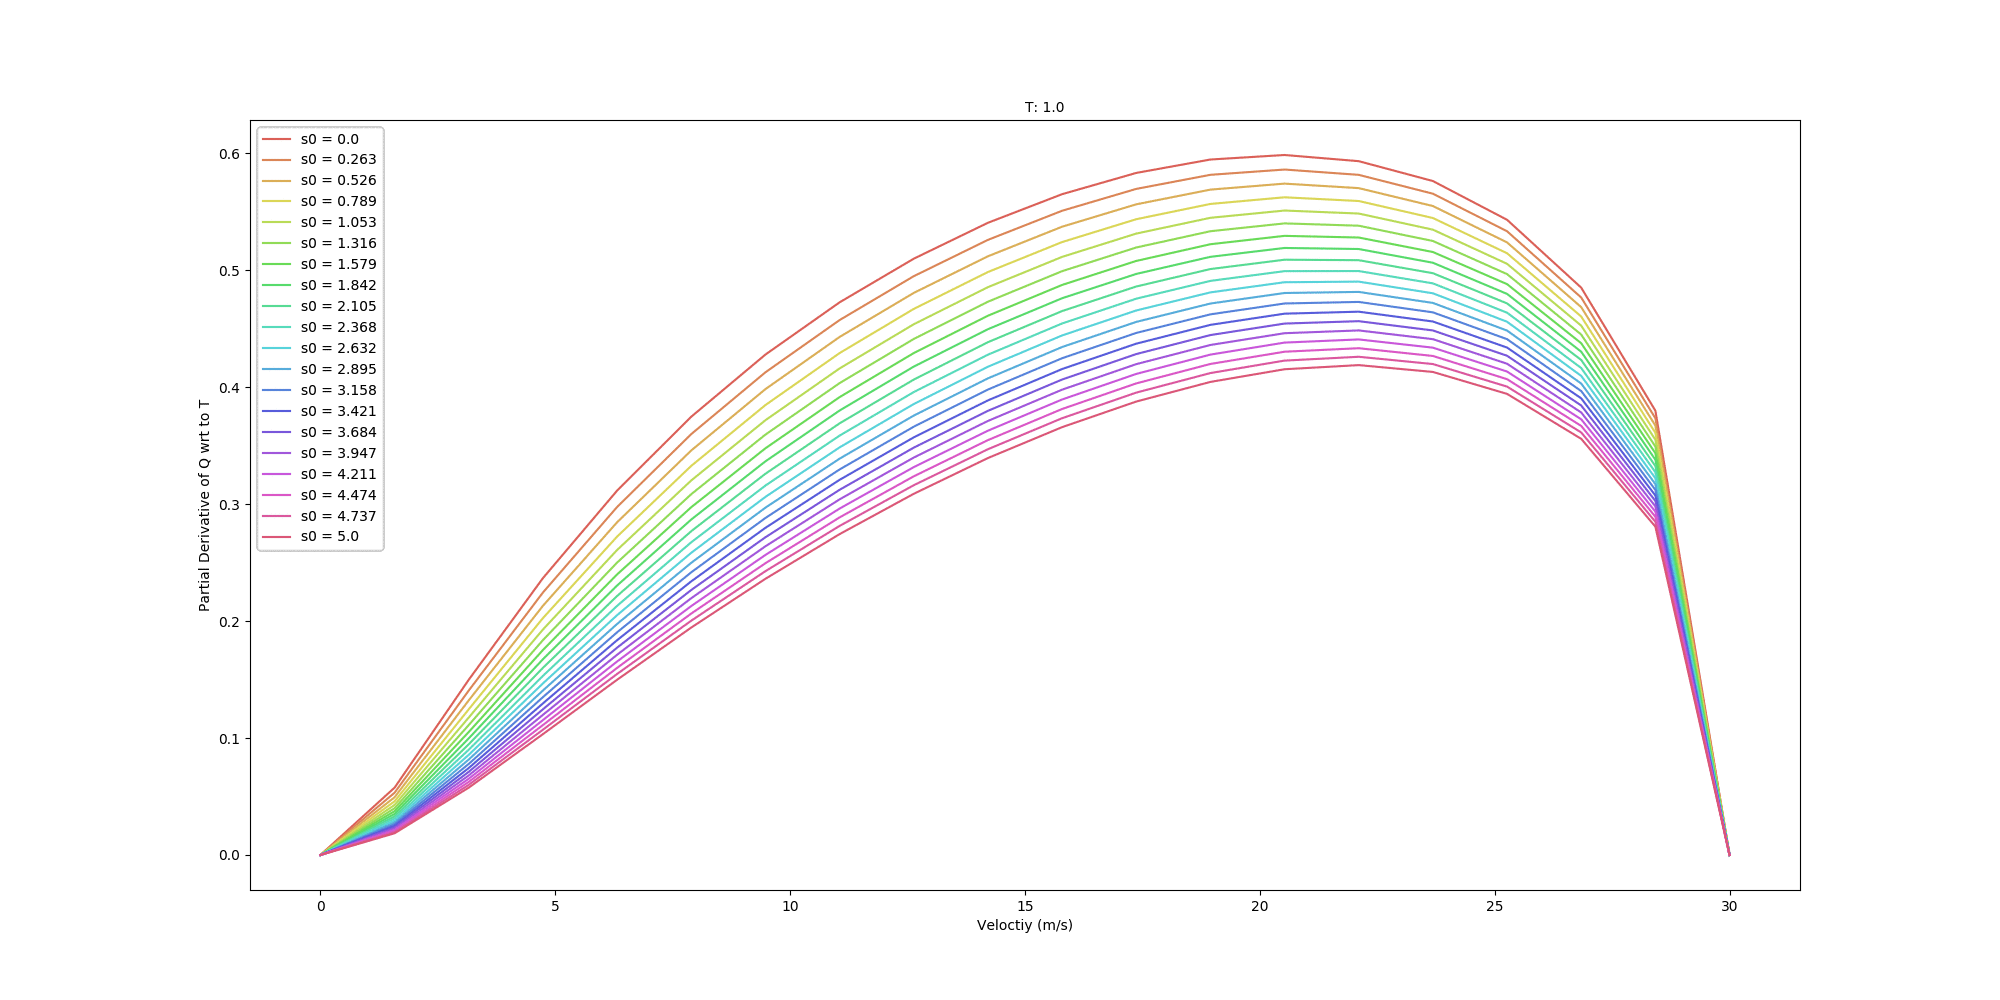 T: 1.0
s0 = 0.0
s0 = 0.263
s0 = 0.526
s0 = 0.789
s0 = 1.053
s0 = 1.316
s0 = 1.579
s0 = 1.842
s0 = 2.105
s0 = 2.368
s0 = 2.632
s0 = 2.895
s0 = 3.158
s0 = 3.421
s0 = 3.684
s0 = 3.947
s0 = 4.211
s0 = 4.474
s0 = 4.737
s0 = 5.0
Partial Derivative of Q wrt to T
0.6
0.5
0.4
0.3
0.2
0.1
0.0
0 5 10 15 20 25 30
Veloctiy (m/s)